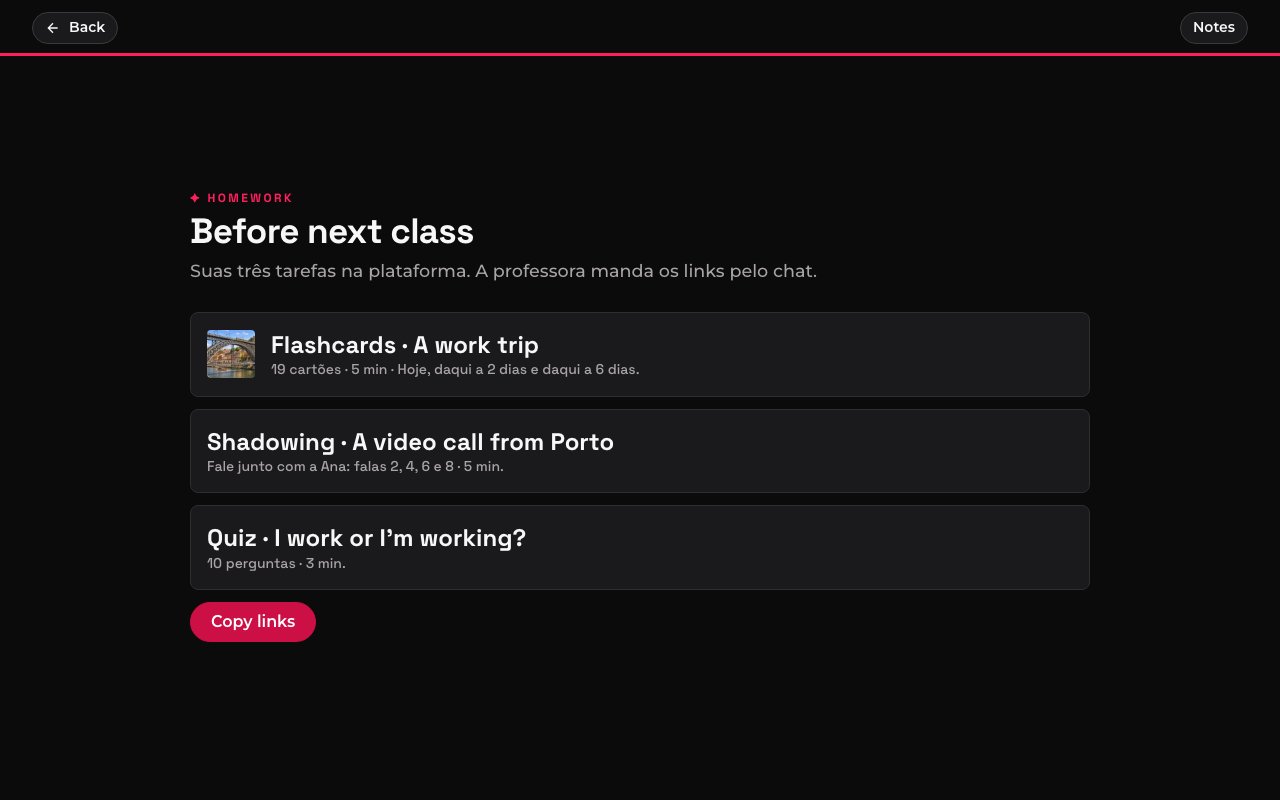 ← Back
Notes
✦ HOMEWORK
Before next class
Suas três tarefas na plataforma. A professora manda os links pelo chat.
Flashcards · A work trip
19 cartões · 5 min · Hoje, daqui a 2 dias e daqui a 6 dias.
Shadowing · A video call from Porto
Fale junto com a Ana: falas 2, 4, 6 e 8 · 5 min.
Quiz · I work or I’m working?
10 perguntas · 3 min.
Copy links